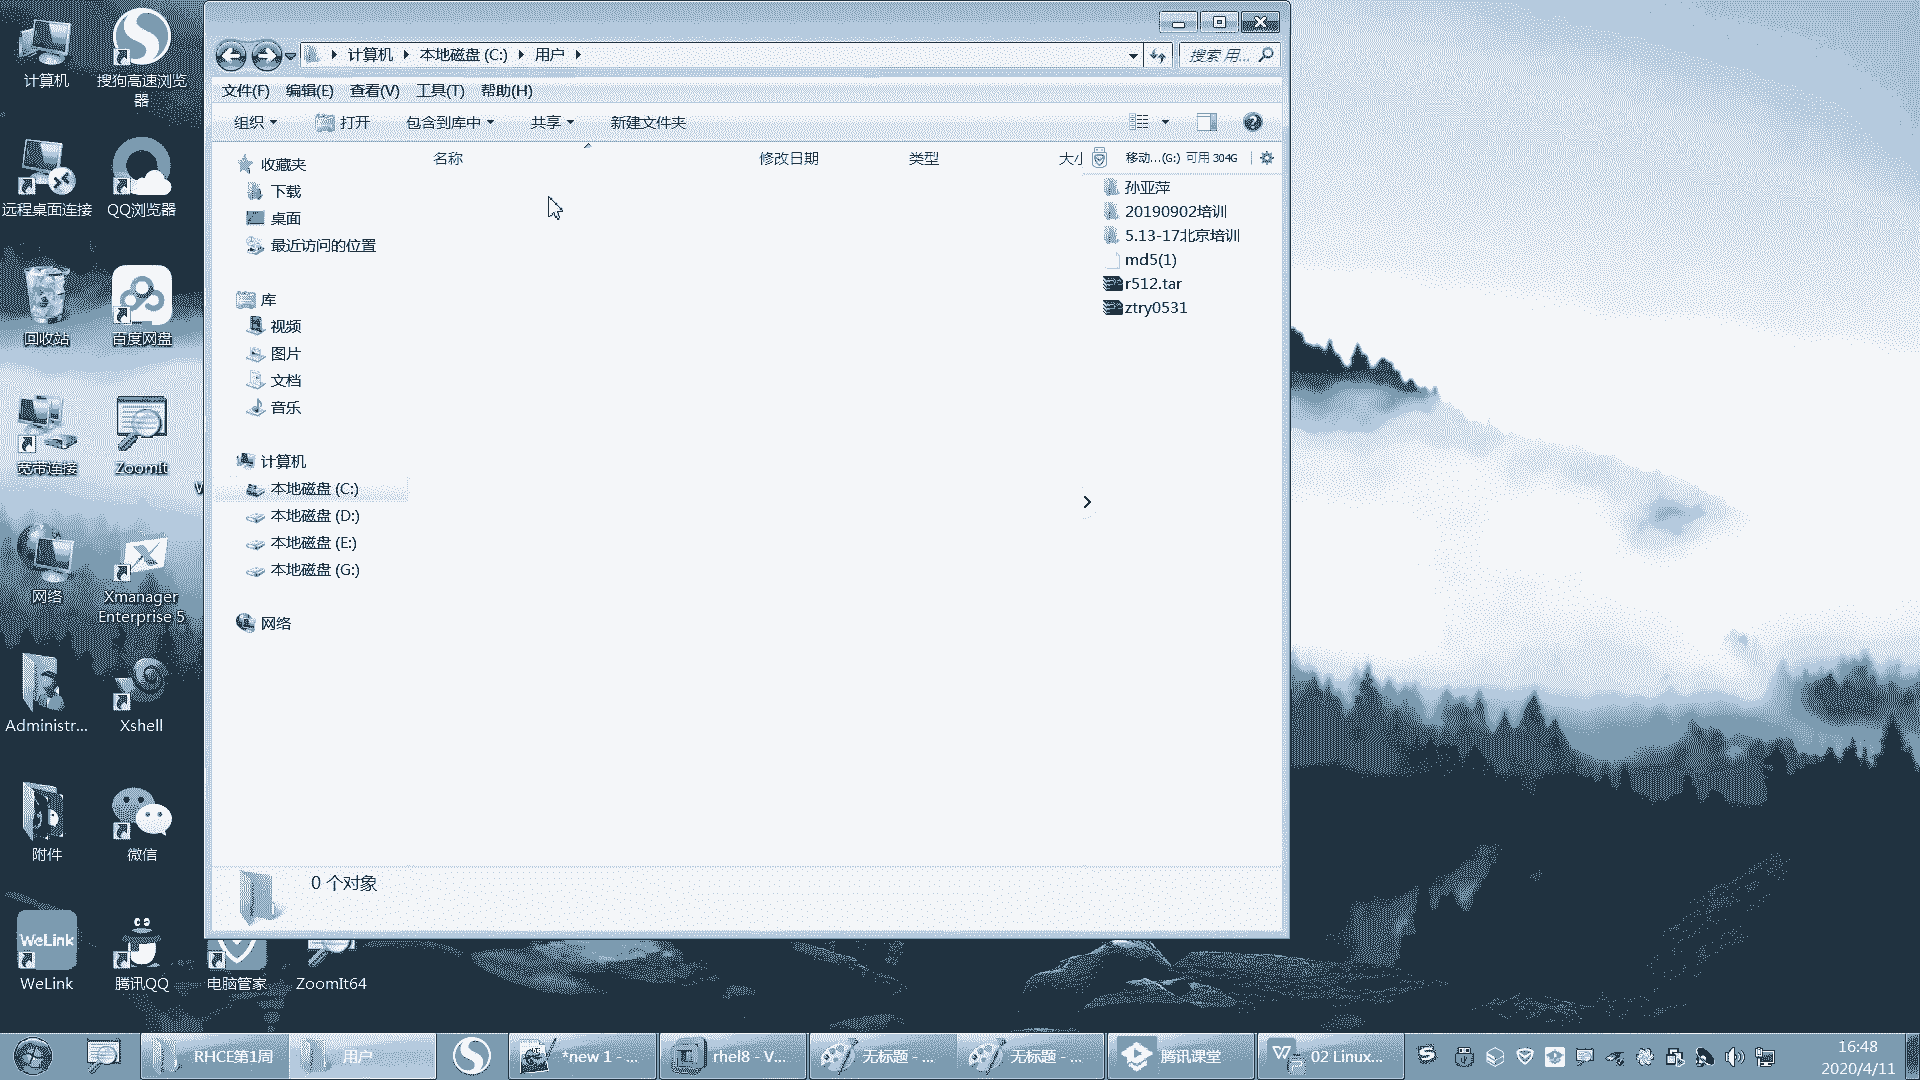 计算机
搜狗高速浏览器
远程桌面连接
QQ浏览器
回收站
百度网盘
宽带连接
ZoomIt
网络
Xmanager Enterprise 5
Administr...
Xshell
附件
微信
WeLink
WeLink
腾讯QQ
电脑管家
ZoomIt64
计算机 本地磁盘 (C:) 用户
搜索 用...
文件(F) 编辑(E) 查看(V) 工具(T) 帮助(H)
组织 打开 包含到库中 共享 新建文件夹
收藏夹
下载
桌面
最近访问的位置
库
视频
图片
文档
音乐
计算机
本地磁盘 (C:)
本地磁盘 (D:)
本地磁盘 (E:)
本地磁盘 (G:)
网络
名称 修改日期 类型 大小
移动...(G:) 可用 304G
孙亚萍
20190902培训
5.13-17北京培训
md5(1)
r512.tar
ztry0531
0 个对象
RHCE第1周
用户
*new 1 - ...
rhel8 - V...
无标题 - ...
无标题 - ...
腾讯课堂
02 Linux...
16:48
2020/4/11